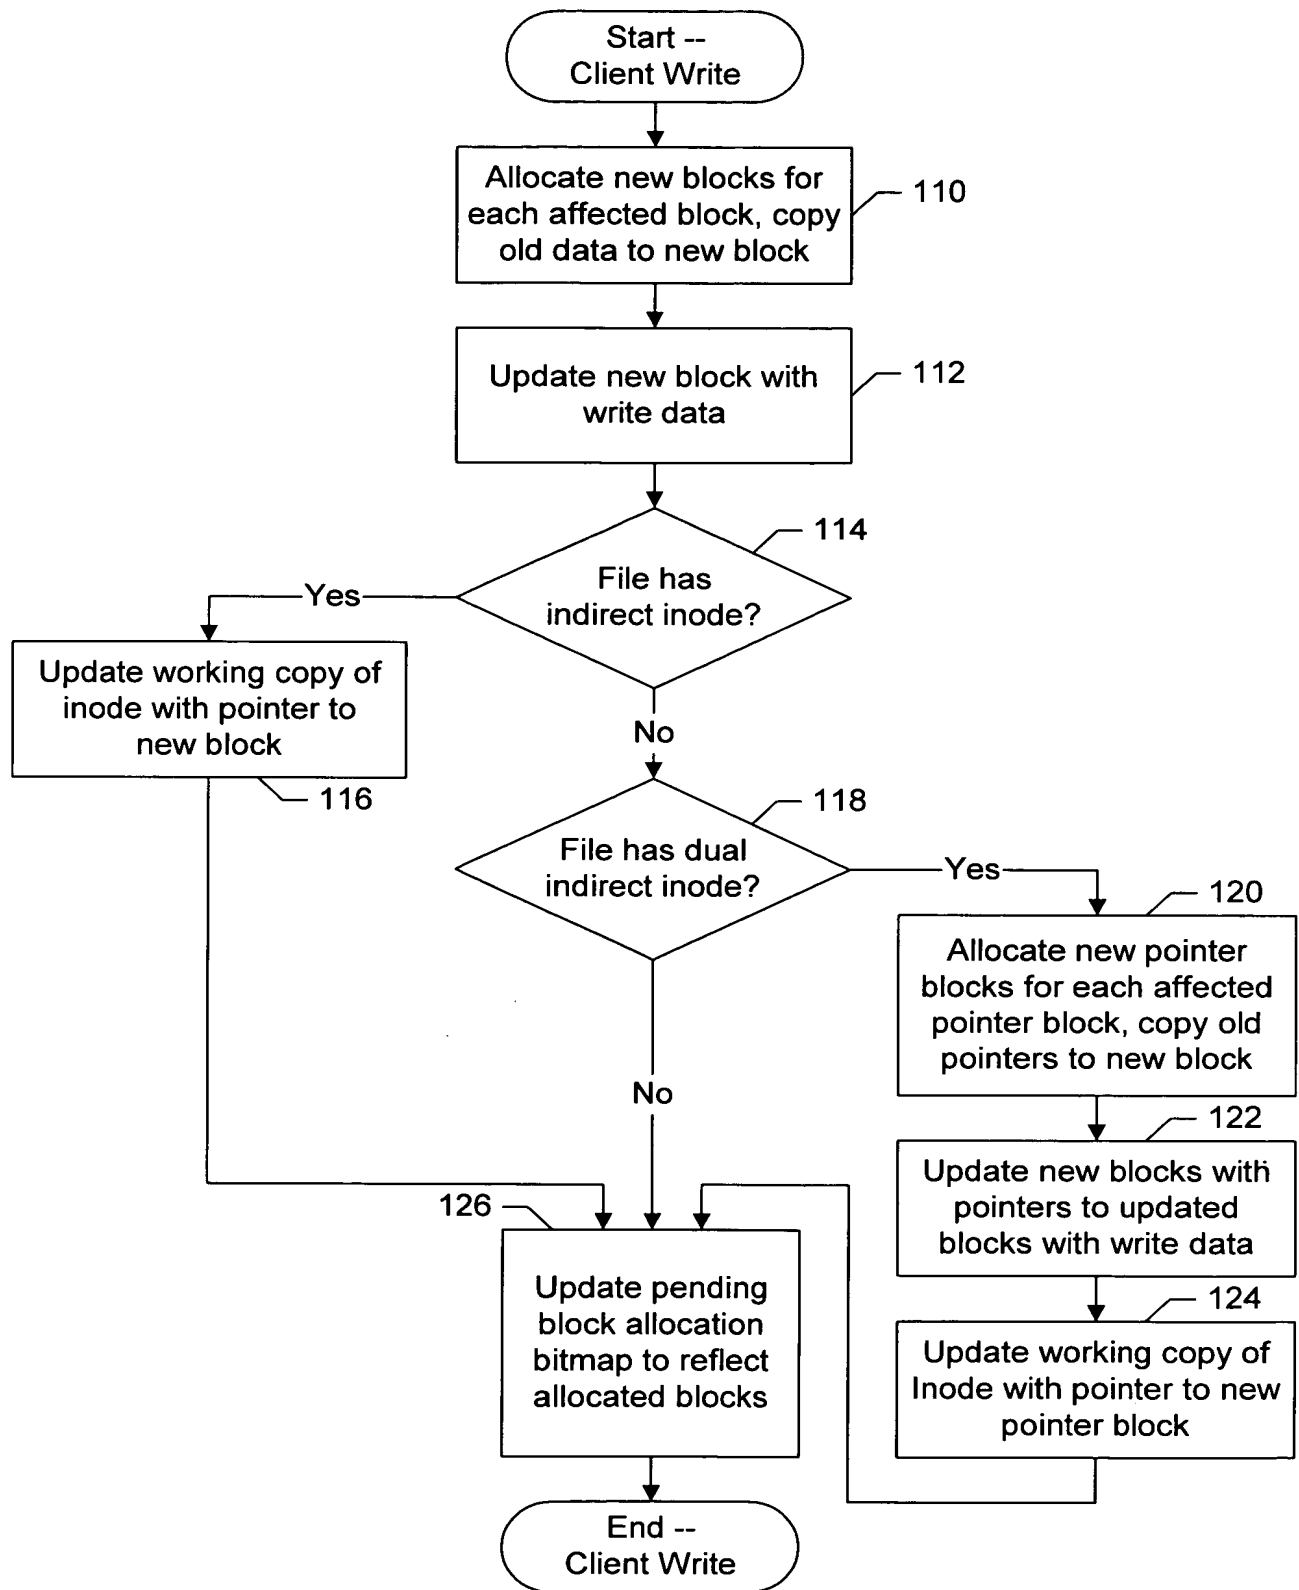 Start --
Client Write
Allocate new blocks for
each affected block, copy
old data to new block
110
Update new block with
write data
112
File has
indirect inode?
114
Yes
Update working copy of
inode with pointer to
new block
116
No
File has dual
indirect inode?
118
Yes
120
Allocate new pointer
blocks for each affected
pointer block, copy old
pointers to new block
No
122
Update new blocks with
pointers to updated
blocks with write data
126
Update pending
block allocation
bitmap to reflect
allocated blocks
124
Update working copy of
Inode with pointer to new
pointer block
End --
Client Write